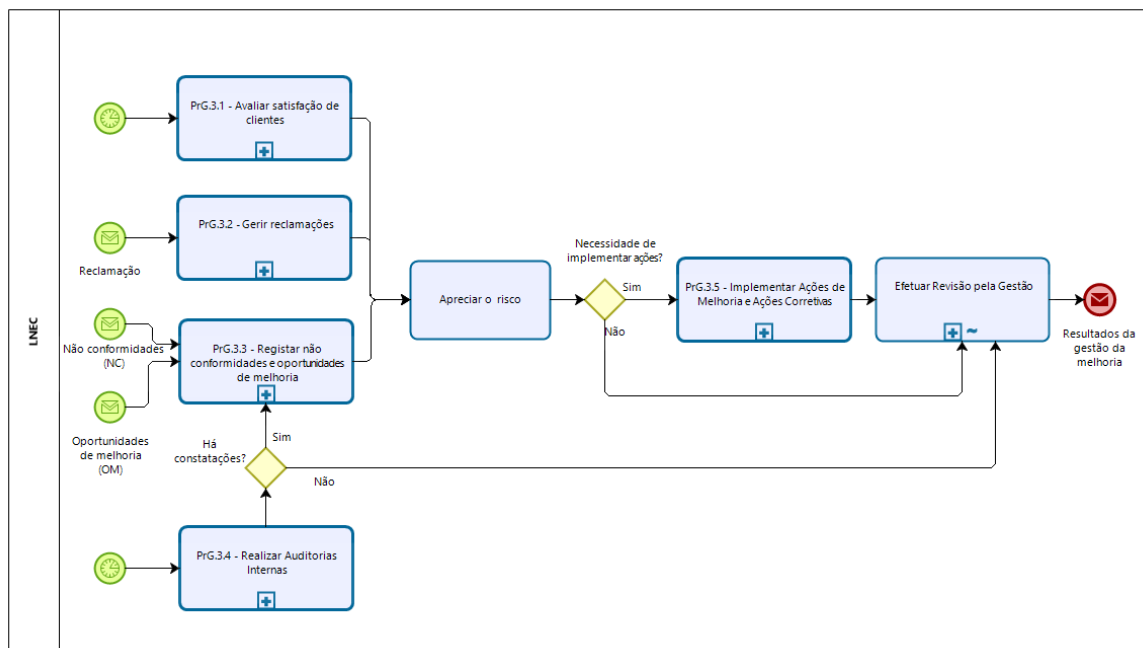 LNEC
PrG.3.1 - Avaliar satisfação de
clientes
PrG.3.2 - Gerir reclamações
Reclamação
Não conformidades
(NC)
PrG.3.3 - Registar não
conformidades e oportunidades
de melhoria
Oportunidades
de melhoria
(OM)
Há
constatações?
Sim
Não
PrG.3.4 - Realizar Auditorias
Internas
Apreciar o risco
Necessidade de
implementar ações?
Sim
Não
PrG.3.5 - Implementar Ações de
Melhoria e Ações Corretivas
Efetuar Revisão pela Gestão
Resultados da
gestão da
melhoria